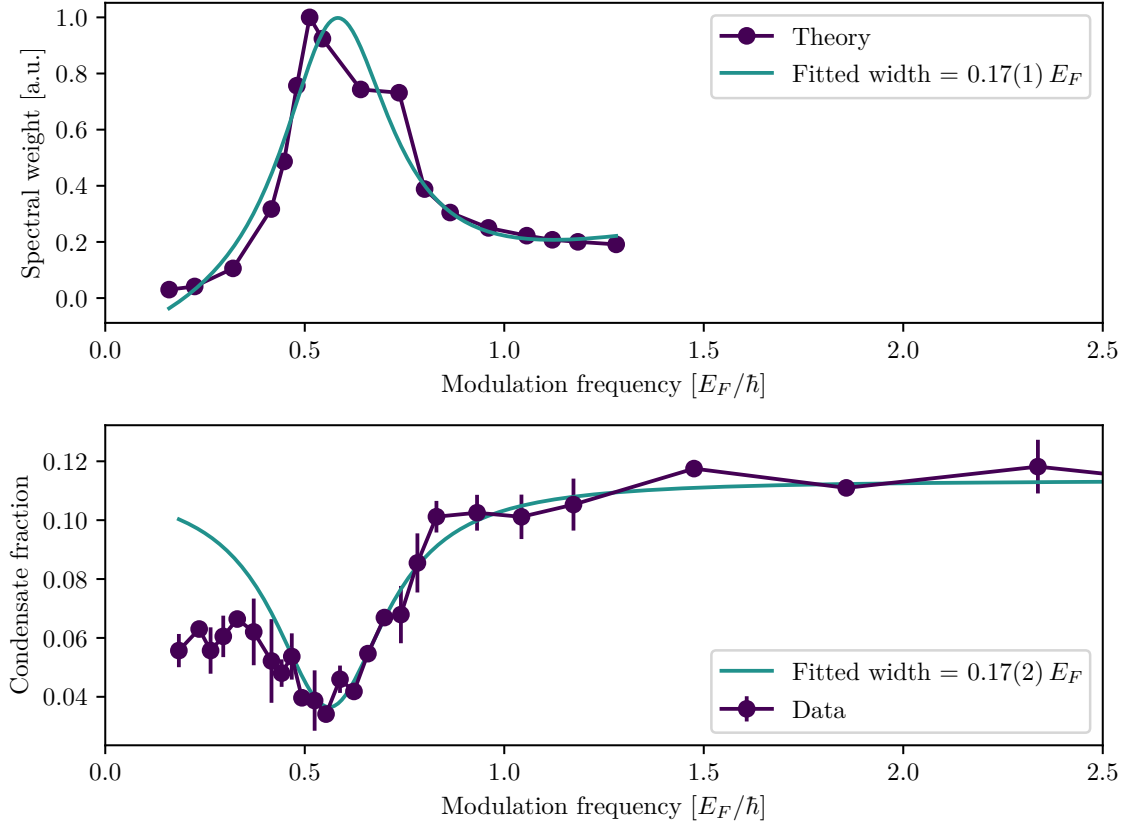 1.0
0.8
0.6
0.4
0.2
0.0
Spectral weight [a.u.]
Theory
Fitted width = 0.17(1) E_F
0.0 0.5 1.0 1.5 2.0 2.5
Modulation frequency [E_F/ħ]
0.12
0.10
0.08
0.06
0.04
Condensate fraction
Fitted width = 0.17(2) E_F
Data
0.0 0.5 1.0 1.5 2.0 2.5
Modulation frequency [E_F/ħ]